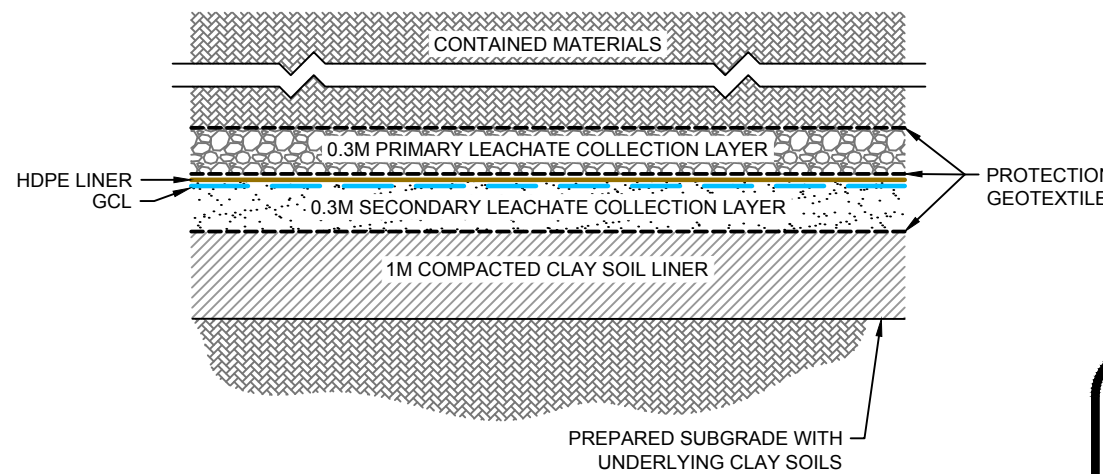 CONTAINED MATERIALS
0.3M PRIMARY LEACHATE COLLECTION LAYER
HDPE LINER
GCL
PROTECTION
GEOTEXTILE
0.3M SECONDARY LEACHATE COLLECTION LAYER
1M COMPACTED CLAY SOIL LINER
PREPARED SUBGRADE WITH
UNDERLYING CLAY SOILS